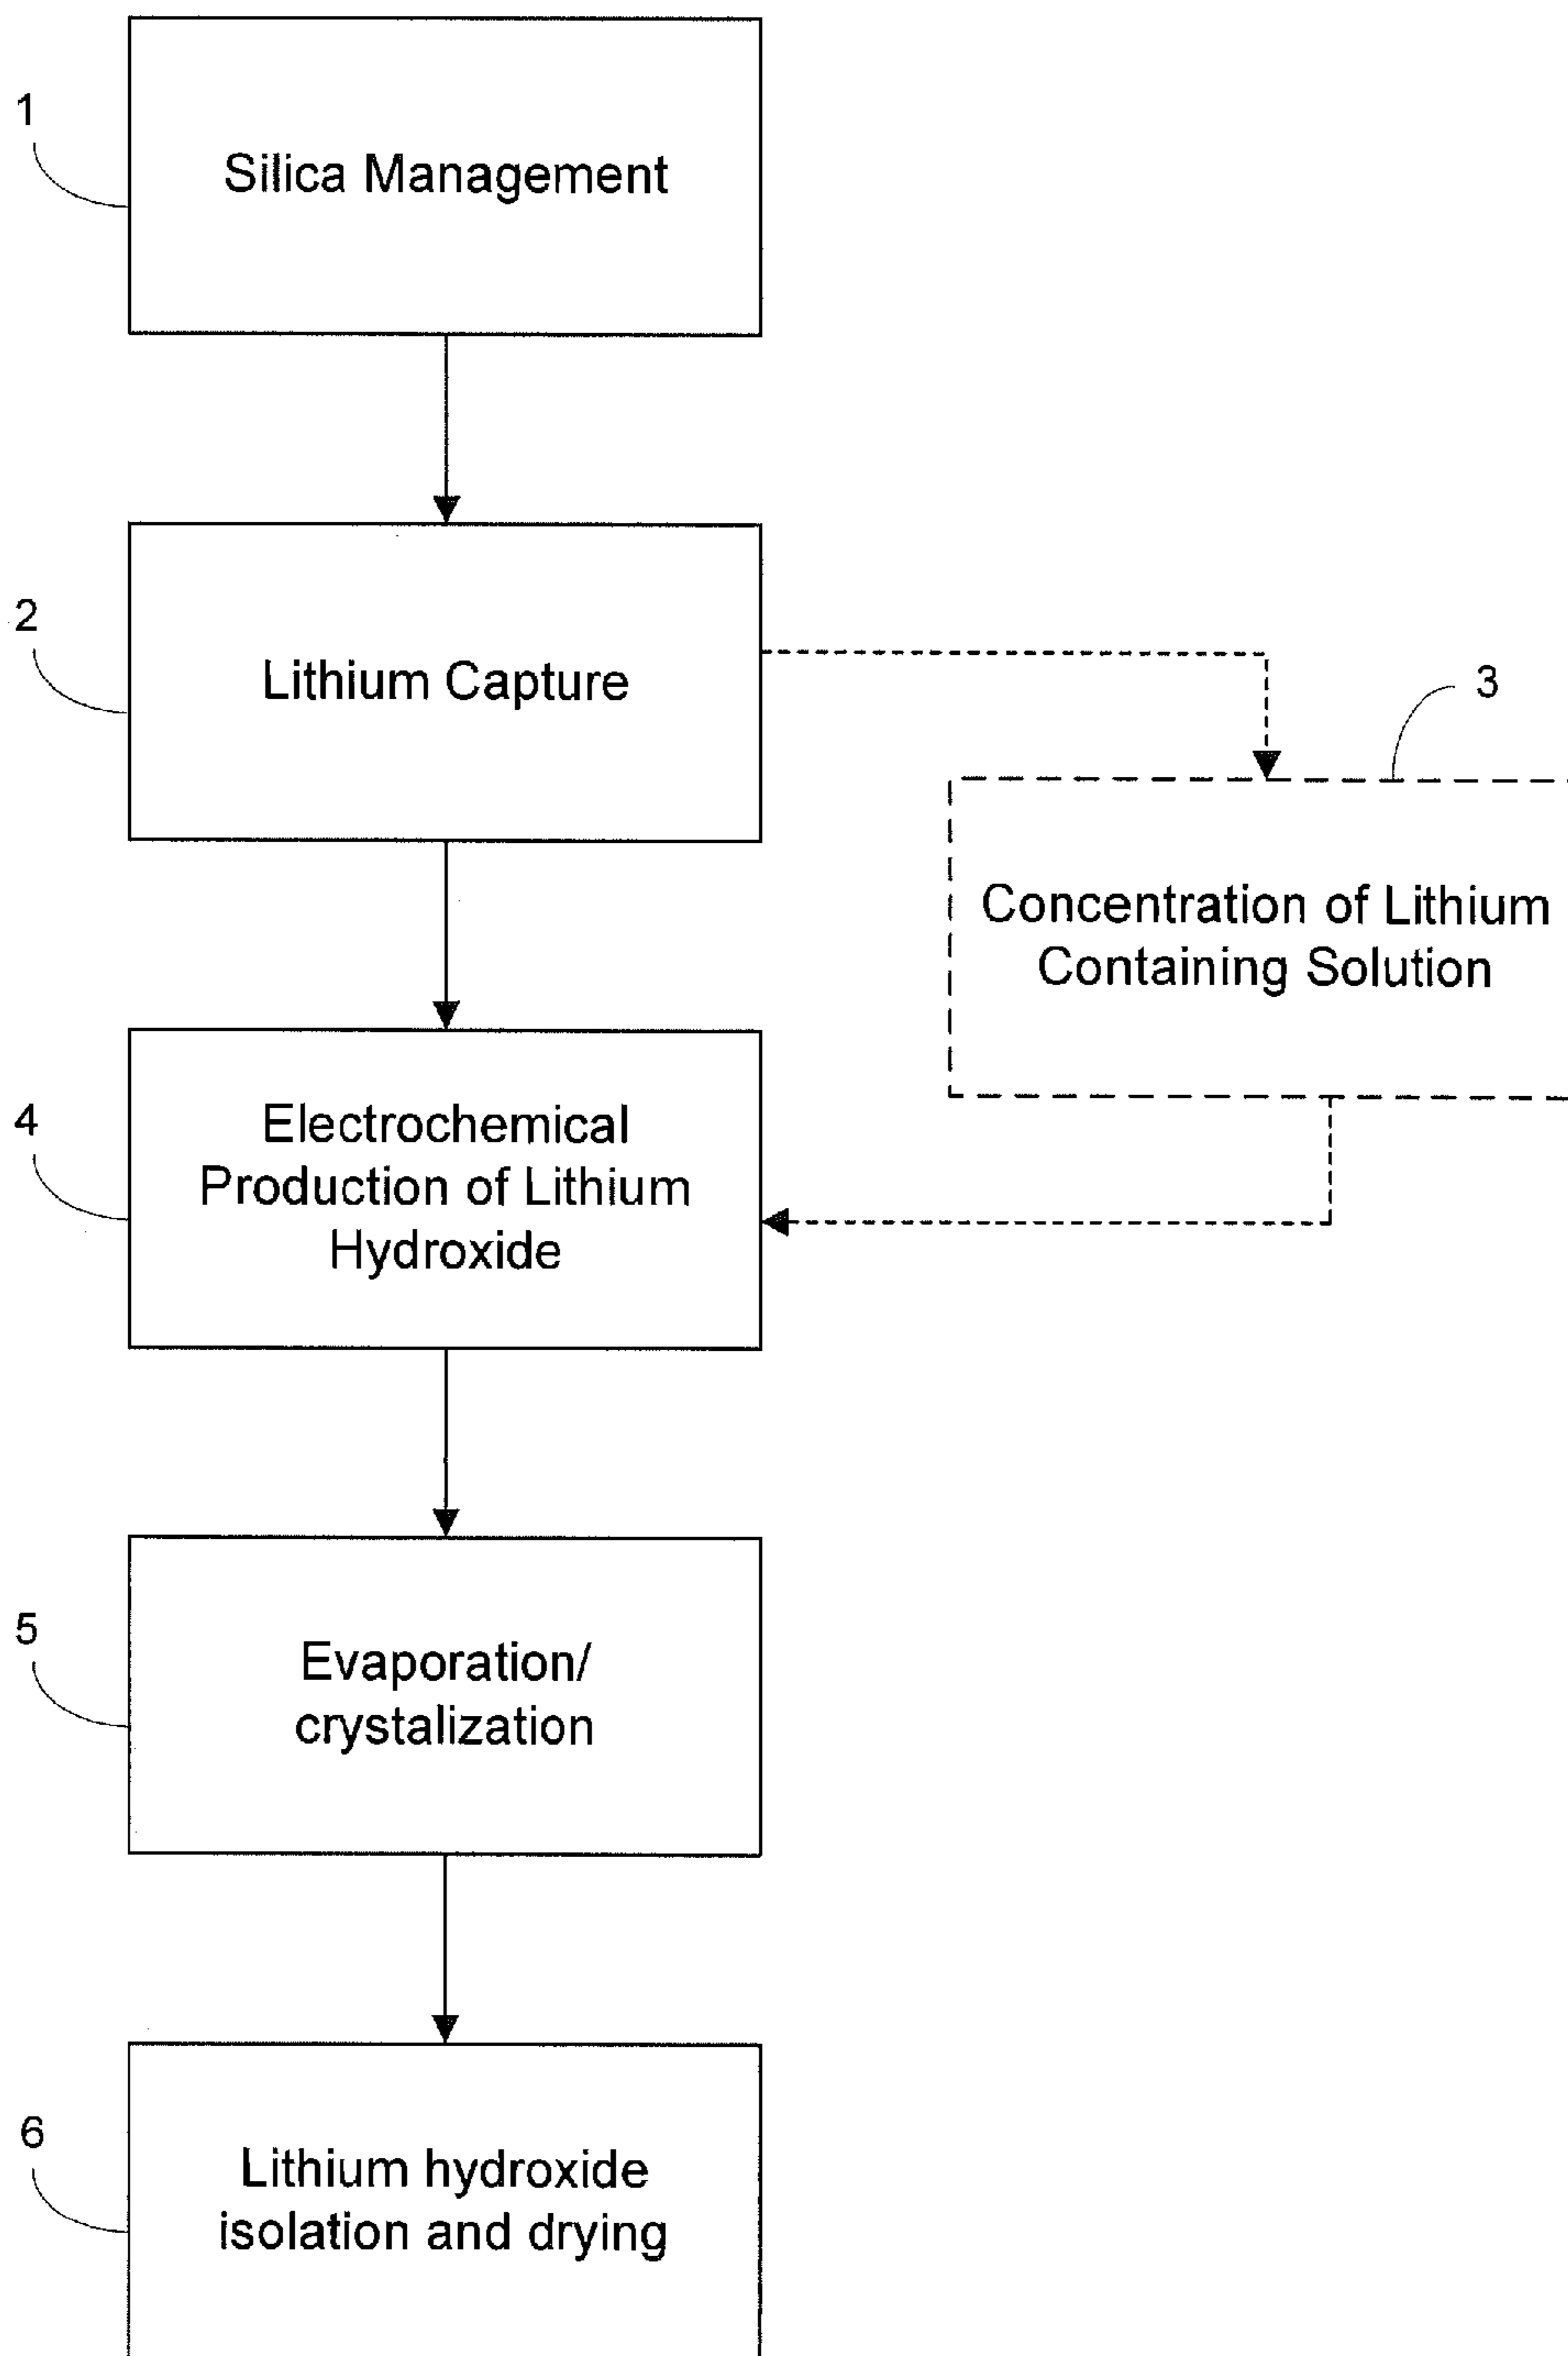 1
Silica Management
2
Lithium Capture
3
Concentration of Lithium
Containing Solution
4
Electrochemical
Production of Lithium
Hydroxide
5
Evaporation/
crystalization
6
Lithium hydroxide
isolation and drying